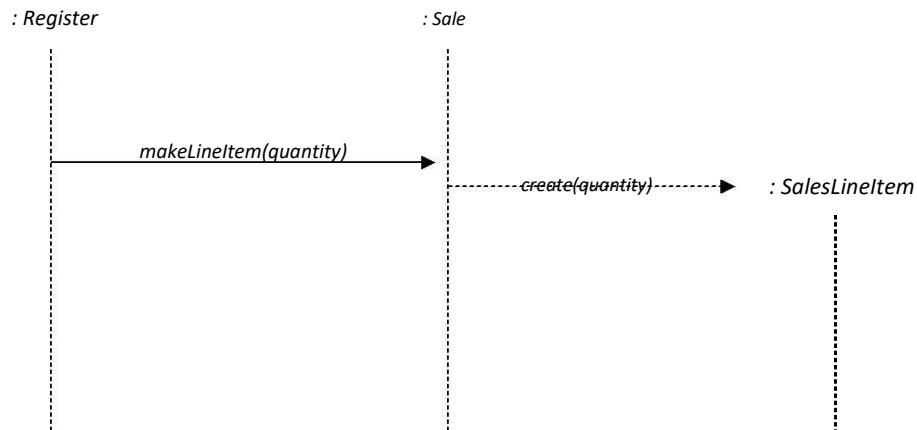 : Register
: Sale
makeLineItem(quantity)
create(quantity)
: SalesLineItem